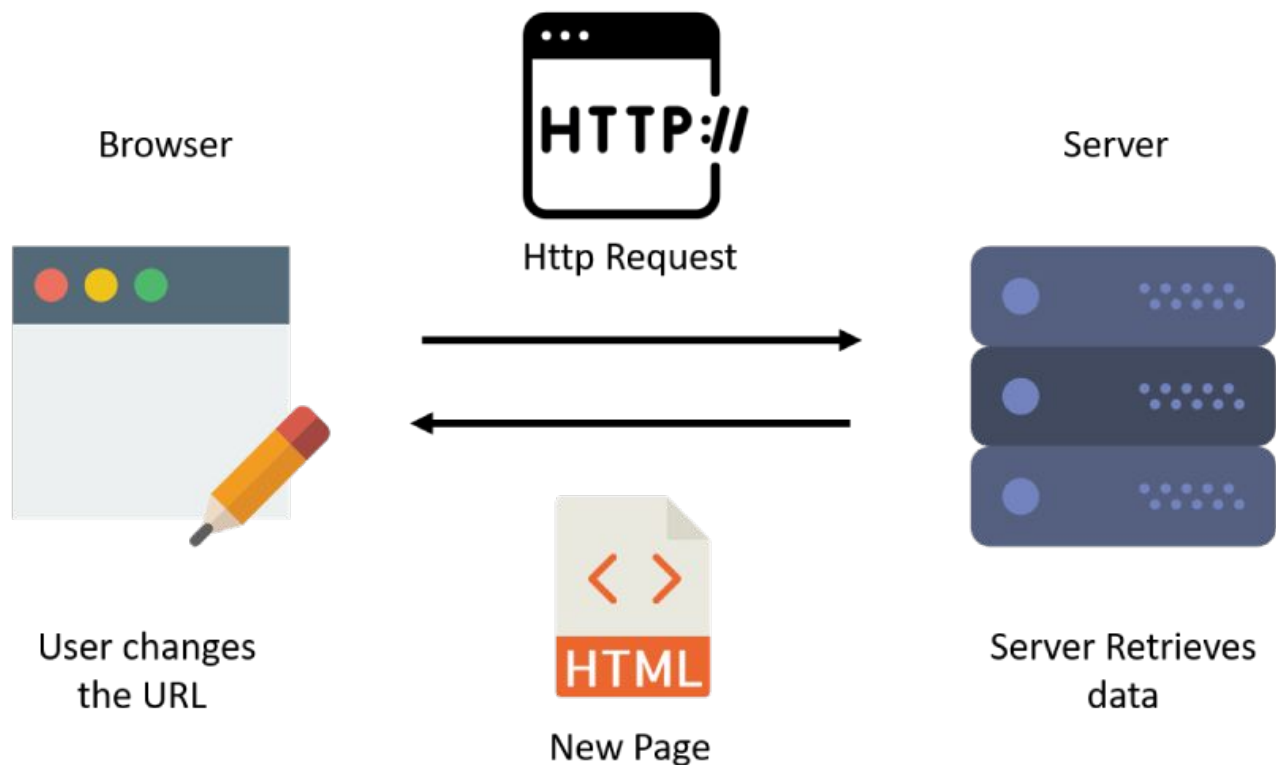 HTTP://
Browser
Server
Http Request
HTML
User changes
the URL
Server Retrieves
data
New Page